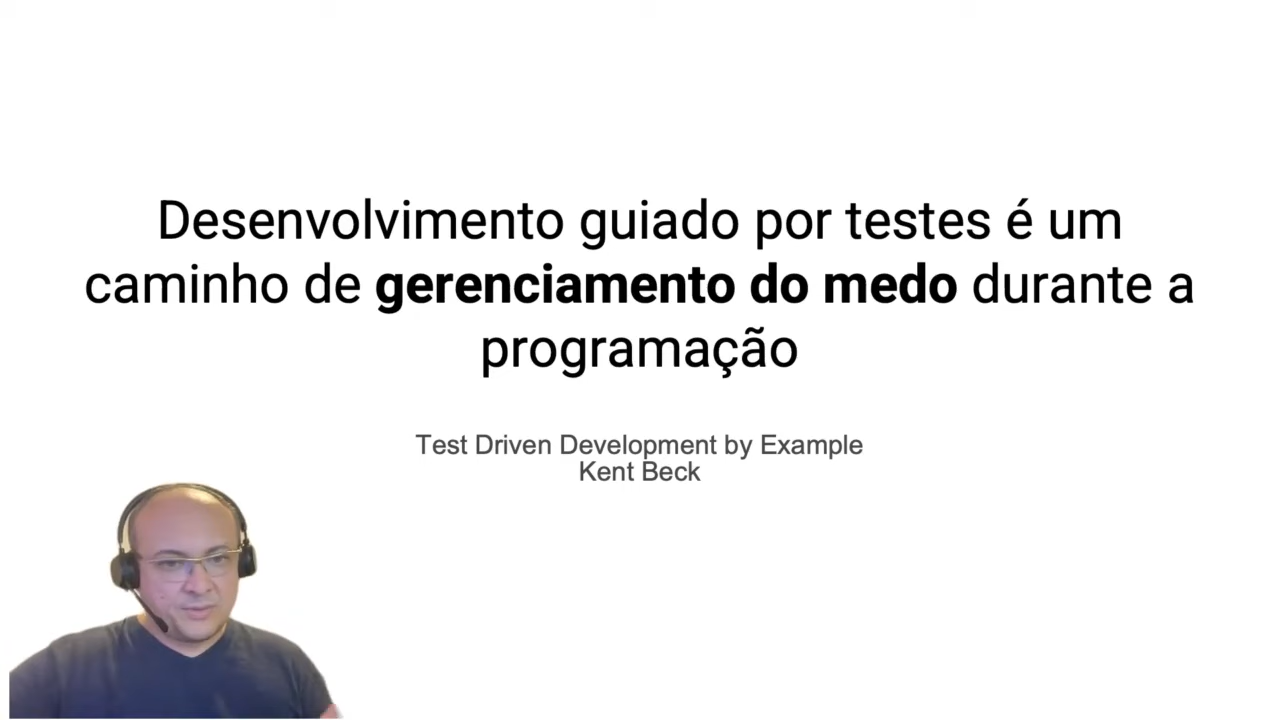 Desenvolvimento guiado por testes é um
caminho de gerenciamento do medo durante a
programação
Test Driven Development by Example
Kent Beck